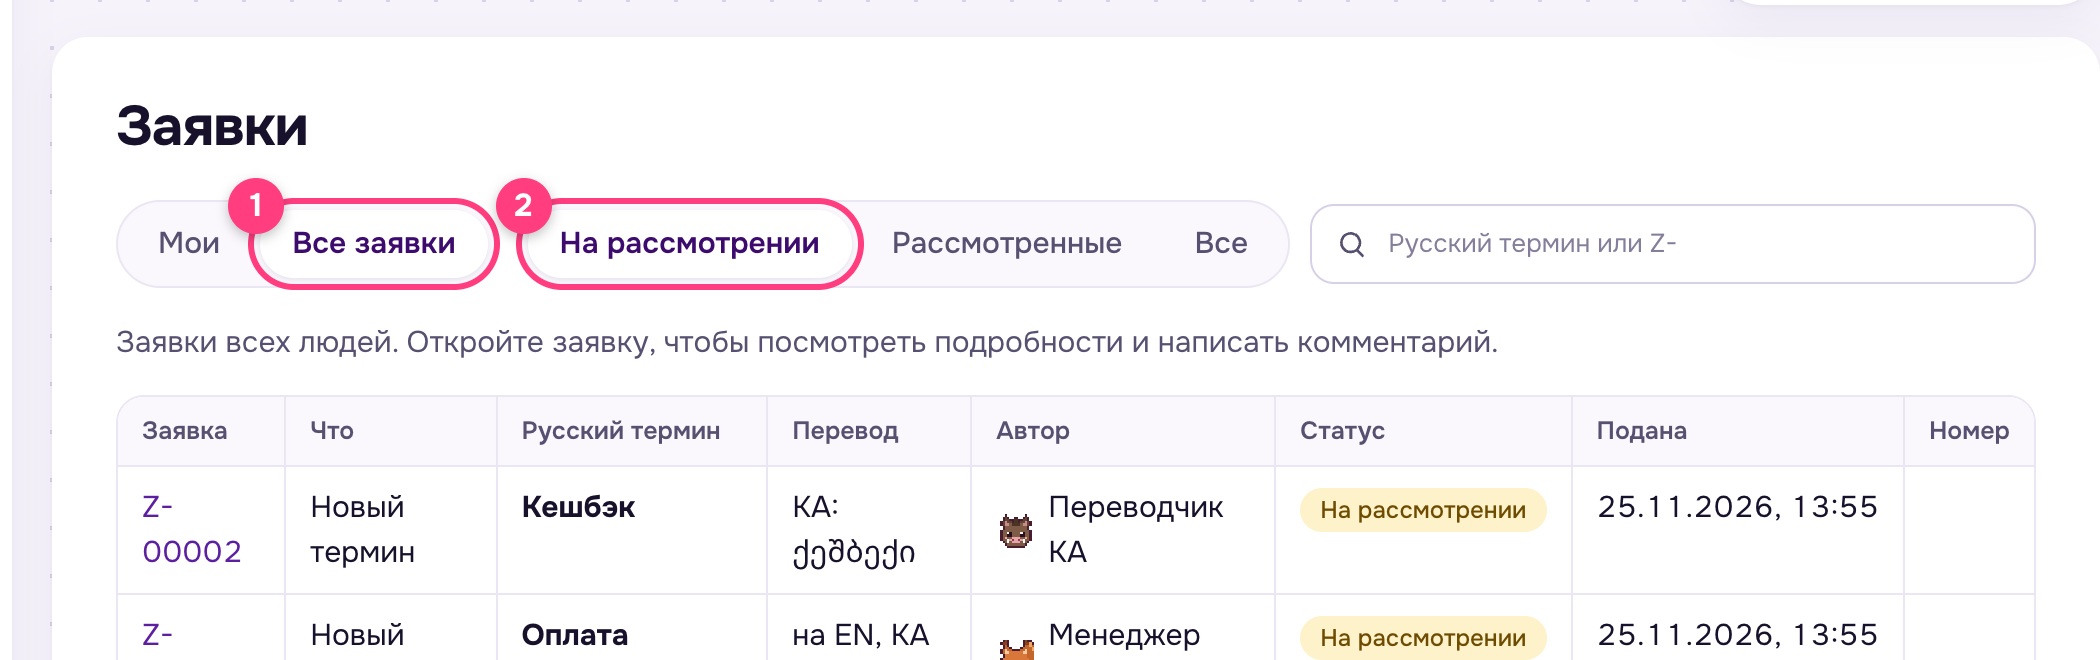 Заявки
1
2
Мои
Все заявки
На рассмотрении
Рассмотренные
Все
Русский термин или Z-
Заявки всех людей. Откройте заявку, чтобы посмотреть подробности и написать комментарий.
Заявка Что Русский термин Перевод Автор Статус Подана Номер
Z- Новый Кешбэк KA: Переводчик На рассмотрении 25.11.2026, 13:55
00002 термин ქეშბექი KA
Z- Новый Оплата на EN, KA Менеджер На рассмотрении 25.11.2026, 13:55